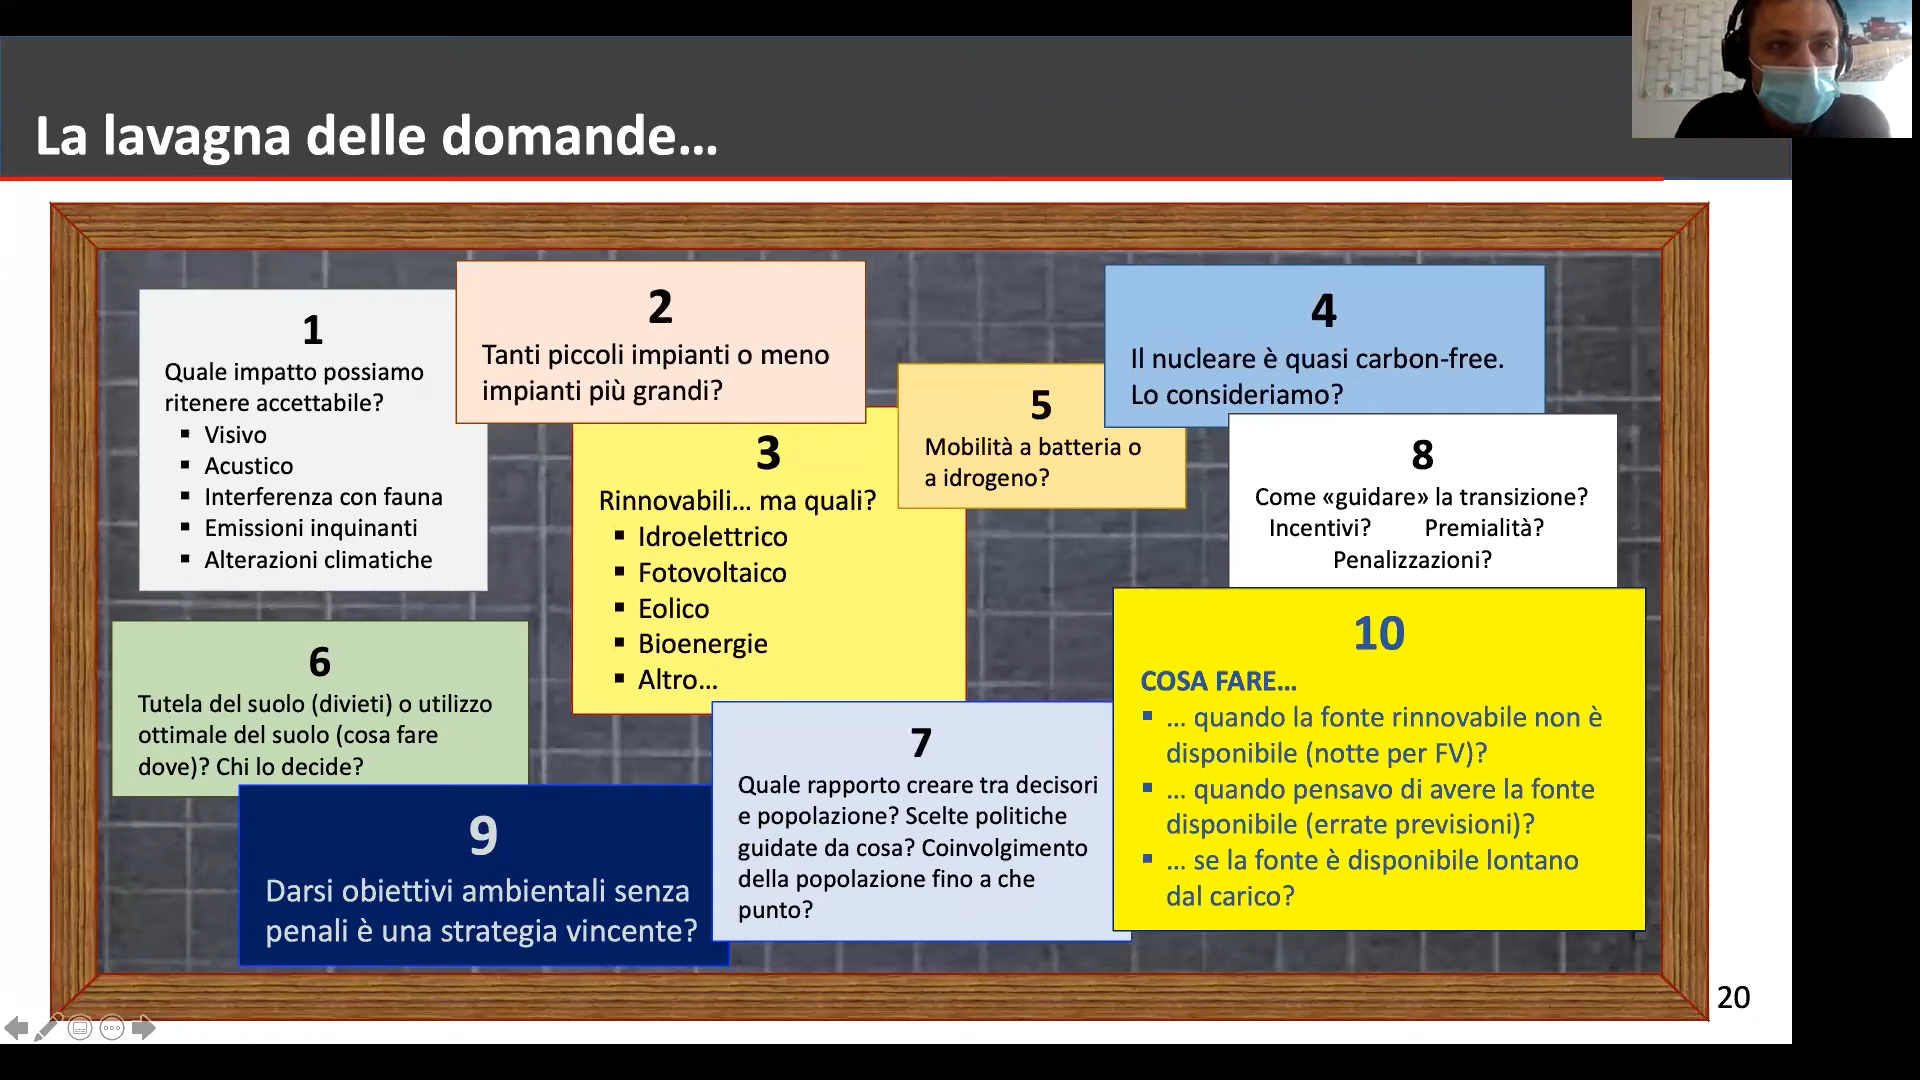 La lavagna delle domande...
1
Quale impatto possiamo
ritenere accettabile?
▪ Visivo
▪ Acustico
▪ Interferenza con fauna
▪ Emissioni inquinanti
▪ Alterazioni climatiche
2
Tanti piccoli impianti o meno
impianti più grandi?
3
Rinnovabili... ma quali?
▪ Idroelettrico
▪ Fotovoltaico
▪ Eolico
▪ Bioenergie
▪ Altro...
4
Il nucleare è quasi carbon-free.
Lo consideriamo?
5
Mobilità a batteria o
a idrogeno?
6
Tutela del suolo (divieti) o utilizzo
ottimale del suolo (cosa fare
dove)? Chi lo decide?
7
Quale rapporto creare tra decisori
e popolazione? Scelte politiche
guidate da cosa? Coinvolgimento
della popolazione fino a che
punto?
8
Come «guidare» la transizione?
Incentivi? Premialità?
Penalizzazioni?
9
Darsi obiettivi ambientali senza
penali è una strategia vincente?
10
COSA FARE...
▪ ... quando la fonte rinnovabile non è
disponibile (notte per FV)?
▪ ... quando pensavo di avere la fonte
disponibile (errate previsioni)?
▪ ... se la fonte è disponibile lontano
dal carico?
20